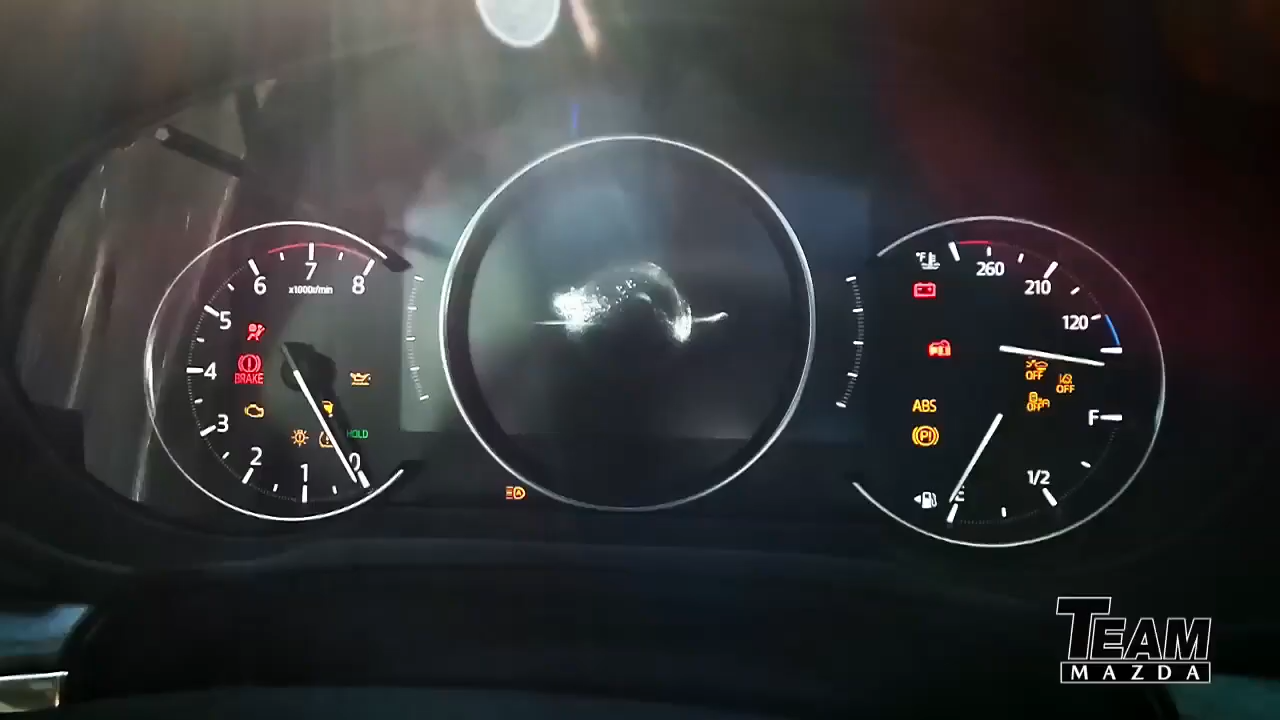 8
7
6
x1000r/min
5
4
BRAKE
3
2
HOLD
1
0
°F
260
210
120
OFF
OFF
OFF
ABS
(P!)
F
1/2
E
A
TEAM
MAZDA